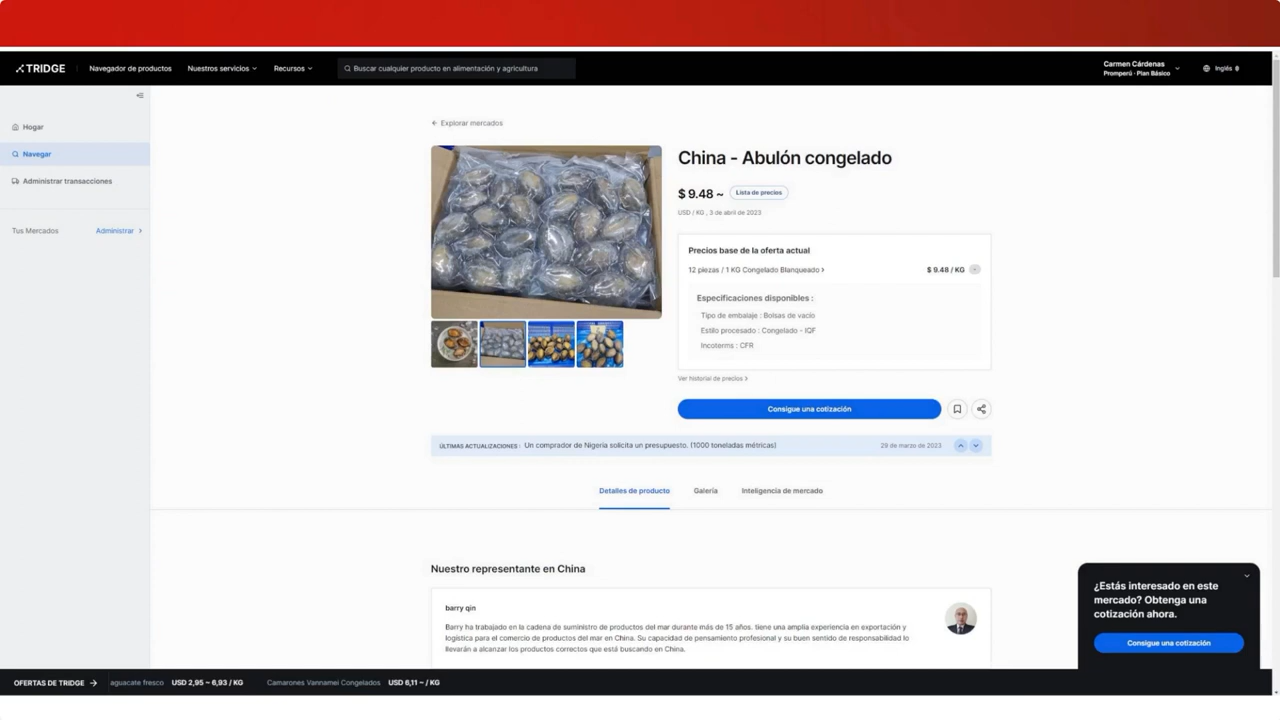 TRIDGE
Navegador de productos
Nuestros servicios
Recursos
Buscar cualquier producto en alimentación y agricultura
Carmen Cárdenas
Promperú - Plan Básico
Inglés
Hogar
Navegar
Administrar transacciones
Tus Mercados
Administrar
Explorar mercados
China - Abulón congelado
$ 9.48 ~
Lista de precios
USD / KG , 3 de abril de 2023
Precios base de la oferta actual
12 piezas / 1 KG Congelado Blanqueado
$ 9.48 / KG
Especificaciones disponibles :
Tipo de embalaje : Bolsas de vacío
Estilo procesado : Congelado - IQF
Incoterms : CFR
Ver historial de precios
Consigue una cotización
ÚLTIMAS ACTUALIZACIONES : Un comprador de Nigeria solicita un presupuesto. (1000 toneladas métricas)
29 de marzo de 2023
Detalles de producto
Galería
Inteligencia de mercado
Nuestro representante en China
barry qin
Barry ha trabajado en la cadena de suministro de productos del mar durante más de 15 años. tiene una amplia experiencia en exportación y
logística para el comercio de productos del mar en China. Su capacidad de pensamiento profesional y su buen sentido de responsabilidad lo
llevarán a alcanzar los productos correctos que está buscando en China.
¿Estás interesado en este
mercado? Obtenga una
cotización ahora.
Consigue una cotización
OFERTAS DE TRIDGE
aguacate fresco USD 2,95 ~ 6,93 / KG
Camarones Vannamei Congelados USD 6,11 ~ / KG